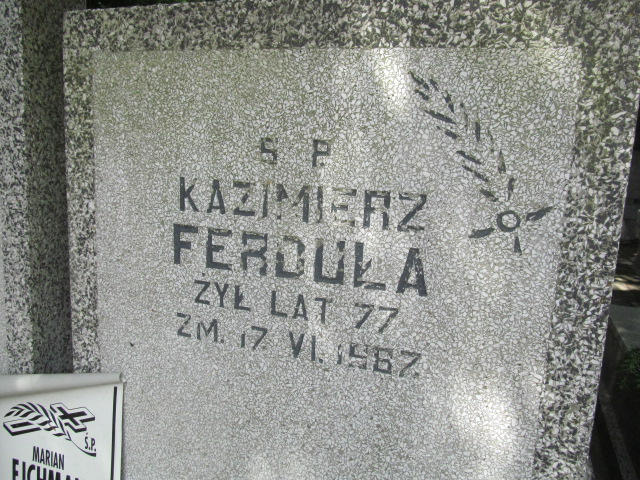 Ś. P.
KAZIMIERZ
FERDUŁA
ŻYŁ LAT 77
ZM. 17 VI. 1967
Ś.P.
MARIAN